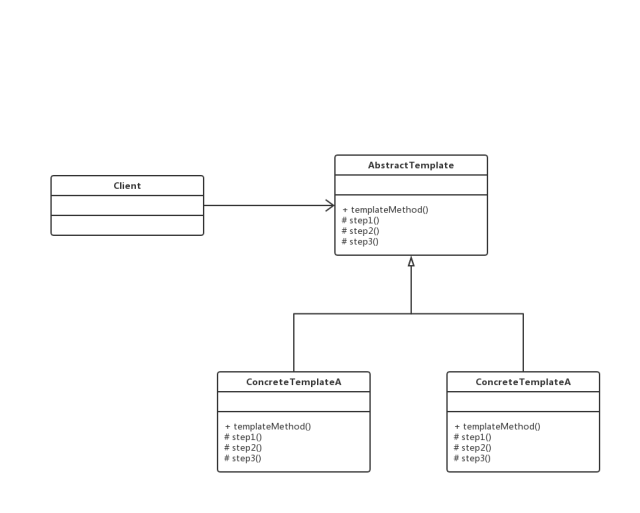 Client
AbstractTemplate
+ templateMethod()
# step1()
# step2()
# step3()
ConcreteTemplateA
+ templateMethod()
# step1()
# step2()
# step3()
ConcreteTemplateA
+ templateMethod()
# step1()
# step2()
# step3()